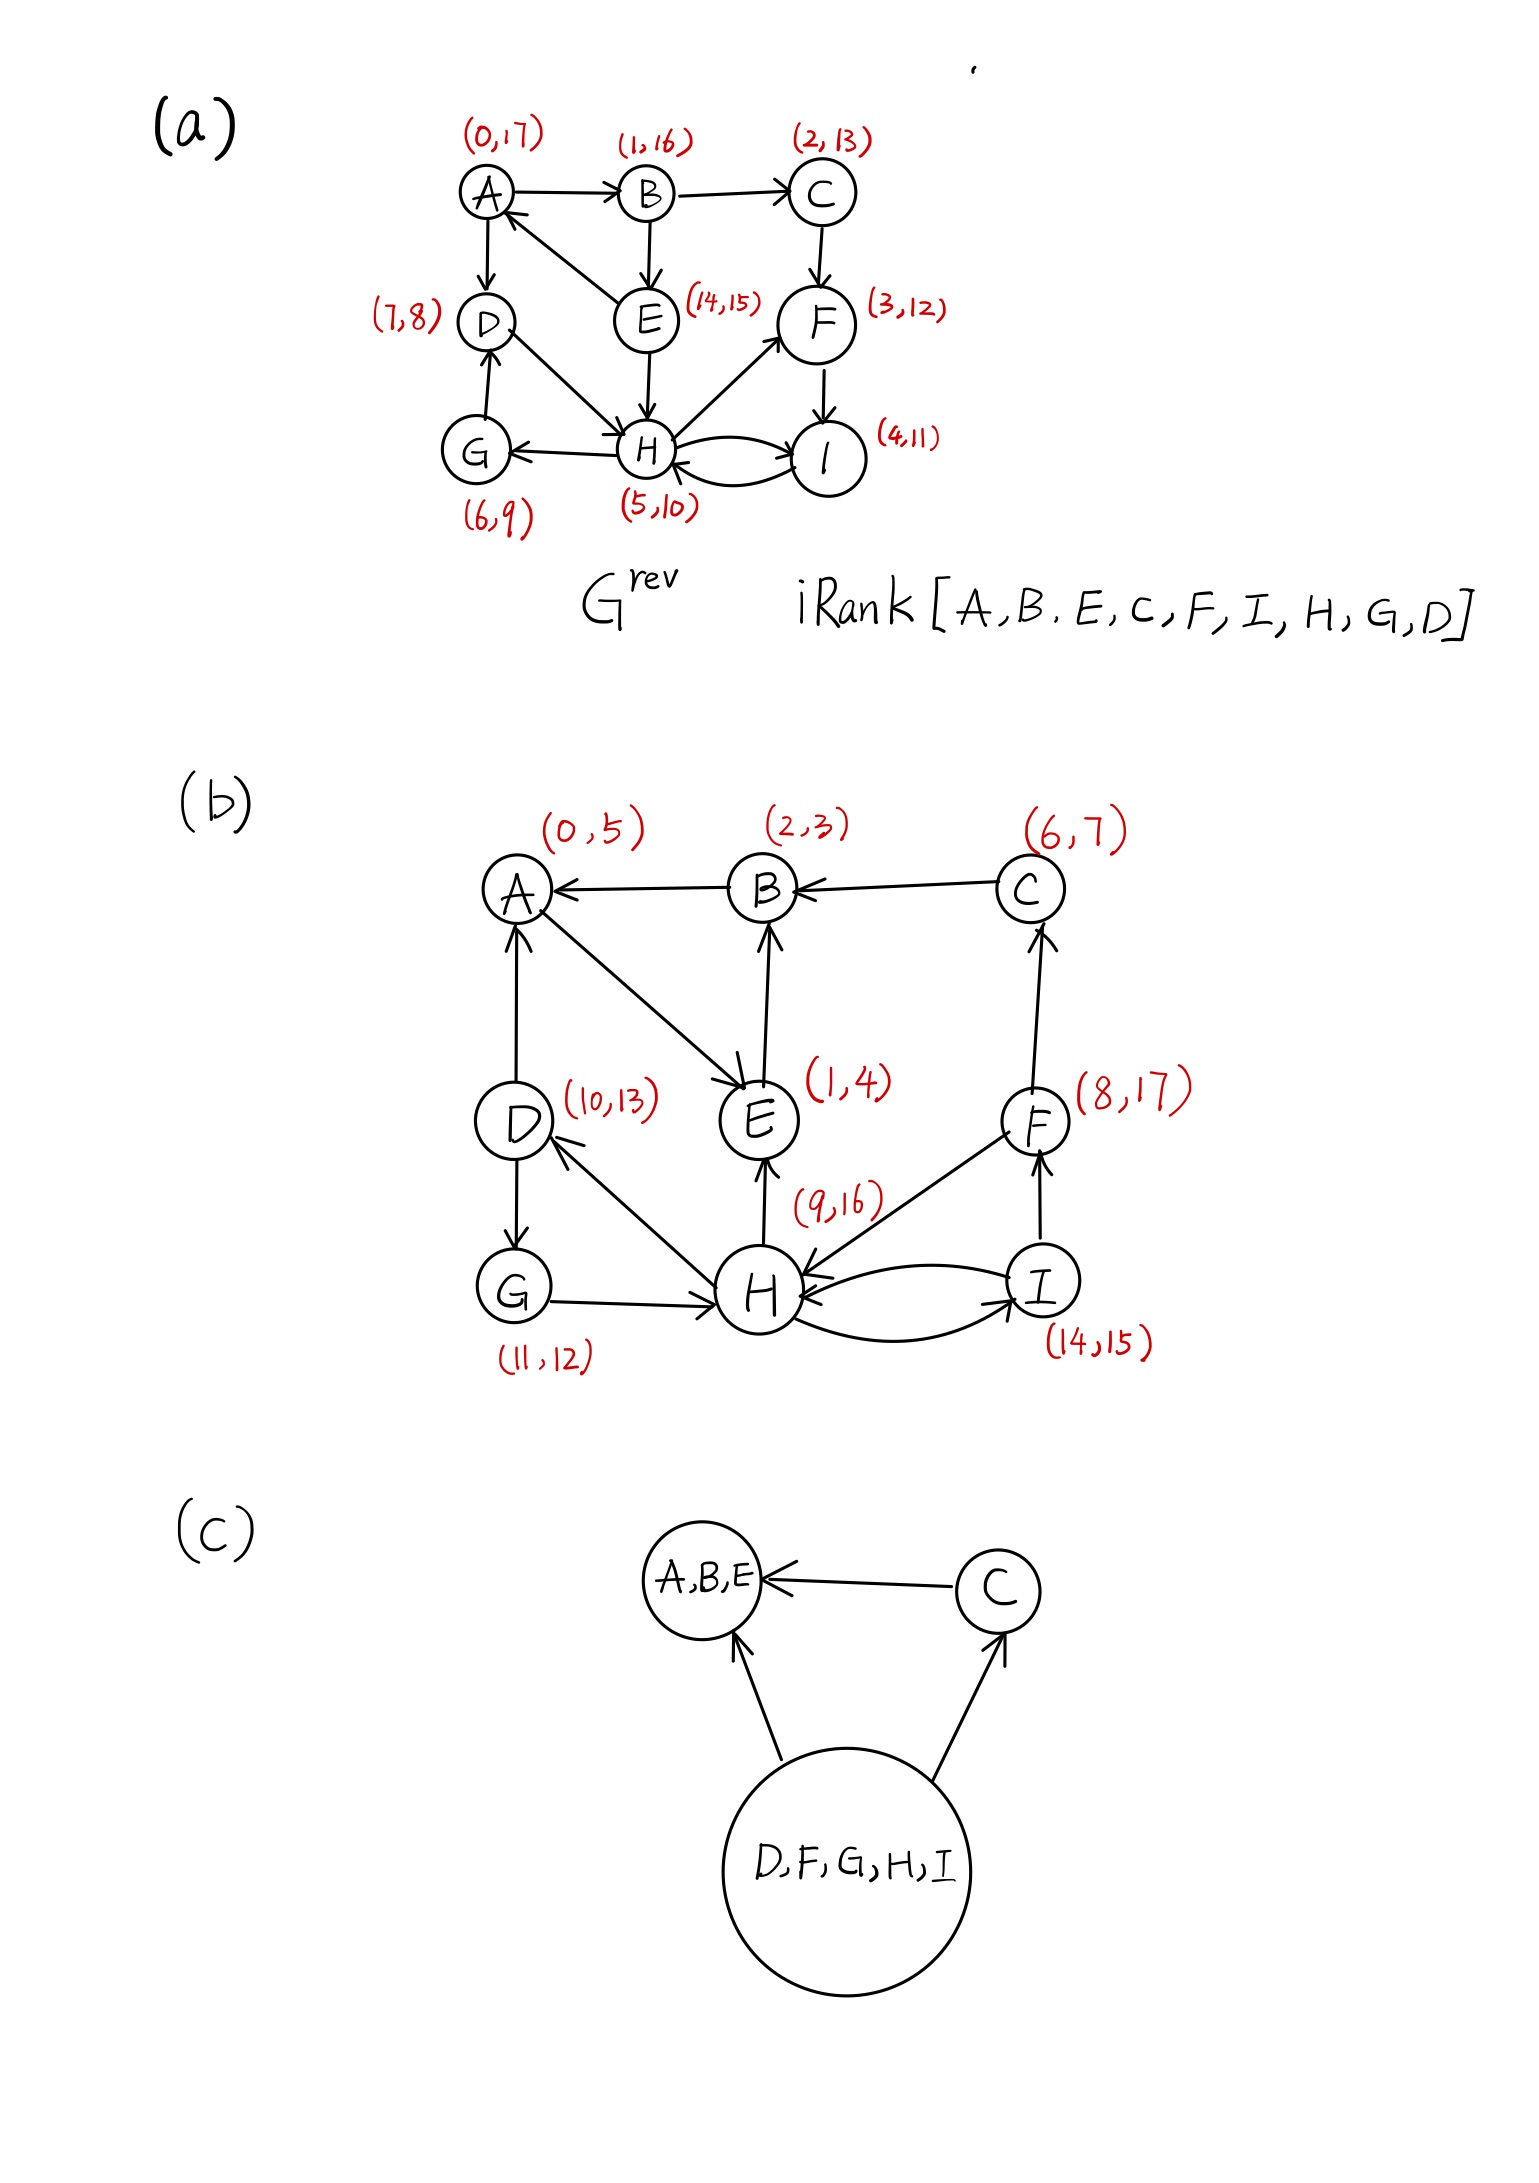 (a)
(0,17) (1,16) (2,13)
A B C
(7,8) D E (14,15) F (3,12)
G H I (4,11)
(6,9) (5,10)
G^rev iRank [A,B.E,C,F,I,H,G,D]
(b)
(0,5) (2,3) (6,7)
A B C
D (10,13) E (1,4) F (8,17)
(9,16)
G H I
(11,12) (14,15)
(c)
A,B,E C
D,F,G,H,I